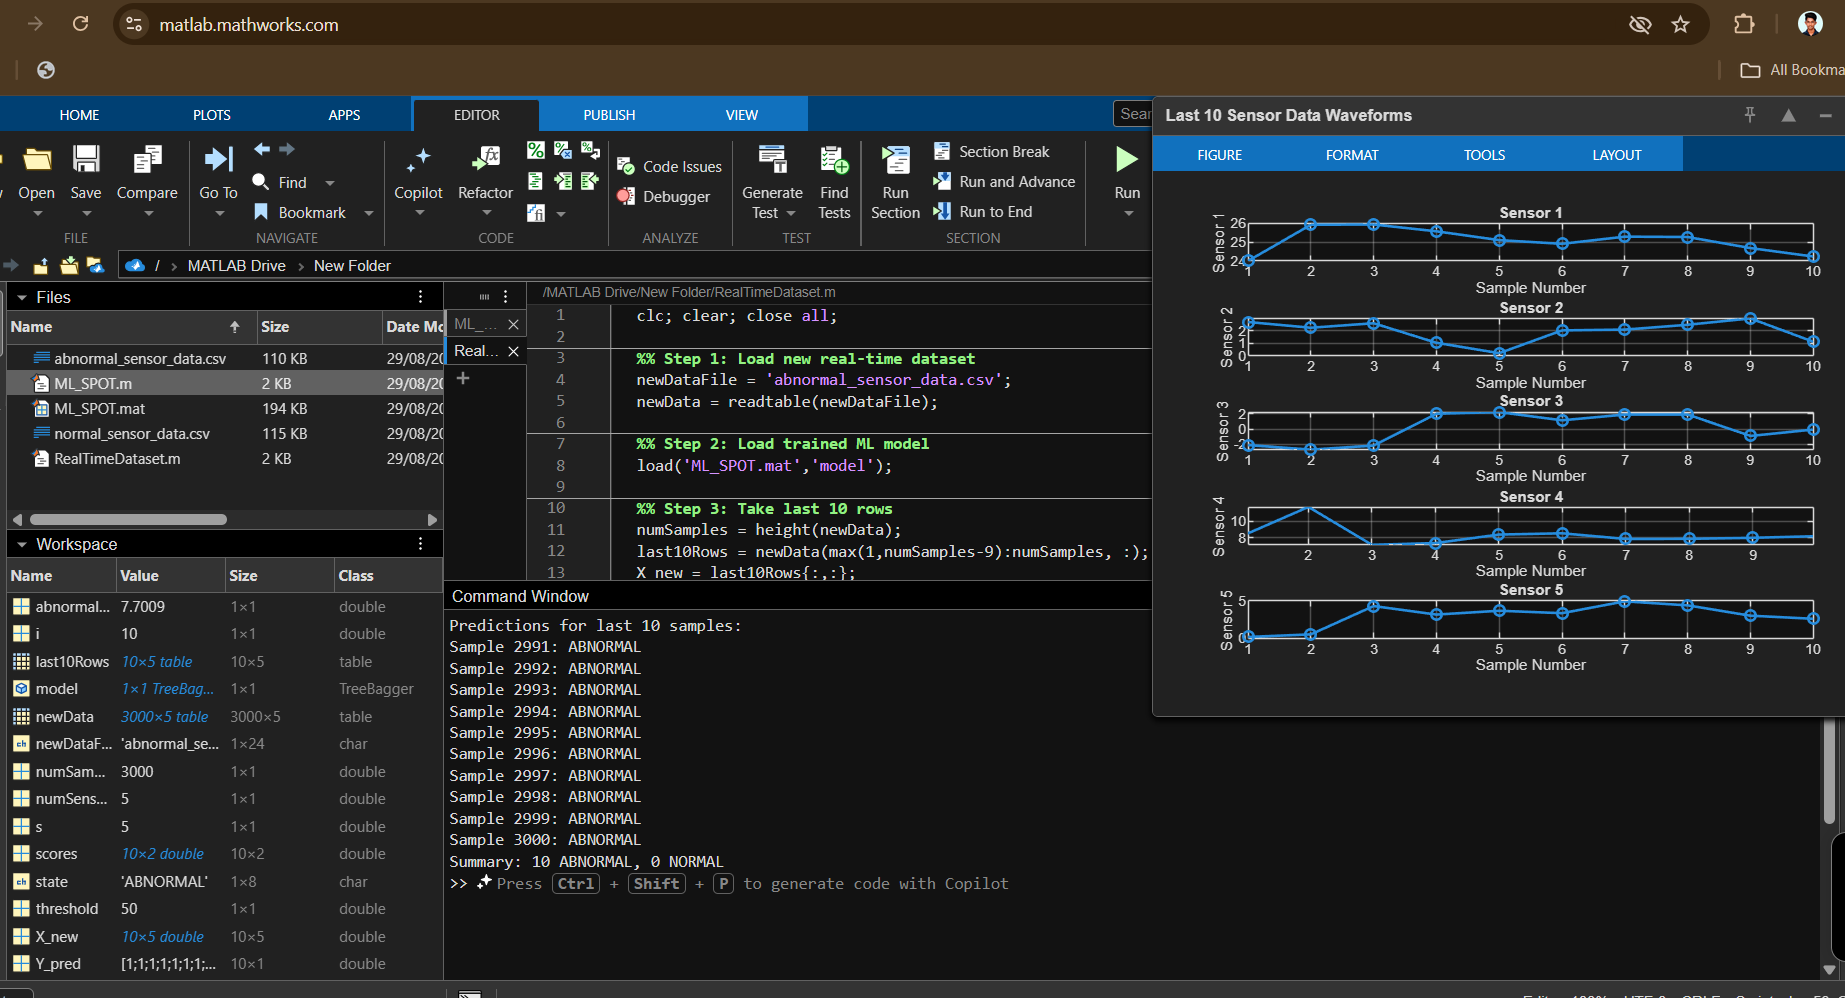 matlab.mathworks.com
All Bookma
HOME
PLOTS
APPS
EDITOR
PUBLISH
VIEW
Sear
Open
Save
Compare
FILE
Go To
Find
Bookmark
NAVIGATE
Copilot
Refactor
CODE
Code Issues
Debugger
ANALYZE
Generate
Test
Find
Tests
TEST
Run
Section
Section Break
Run and Advance
Run to End
SECTION
Run
/ › MATLAB Drive › New Folder
Files
Name Size Date Mo
abnormal_sensor_data.csv 110 KB 29/08/20
ML_SPOT.m 2 KB 29/08/20
ML_SPOT.mat 194 KB 29/08/20
normal_sensor_data.csv 115 KB 29/08/20
RealTimeDataset.m 2 KB 29/08/20
Workspace
Name Value Size Class
abnormal... 7.7009 1×1 double
i 10 1×1 double
last10Rows 10×5 table 10×5 table
model 1×1 TreeBag... 1×1 TreeBagger
newData 3000×5 table 3000×5 table
newDataF... 'abnormal_se... 1×24 char
numSam... 3000 1×1 double
numSens... 5 1×1 double
s 5 1×1 double
scores 10×2 double 10×2 double
state 'ABNORMAL' 1×8 char
threshold 50 1×1 double
X_new 10×5 double 10×5 double
Y_pred [1;1;1;1;1;1;1;... 10×1 double
ML_...
Real...
/MATLAB Drive/New Folder/RealTimeDataset.m
1 clc; clear; close all;
2
3 %% Step 1: Load new real-time dataset
4 newDataFile = 'abnormal_sensor_data.csv';
5 newData = readtable(newDataFile);
6
7 %% Step 2: Load trained ML model
8 load('ML_SPOT.mat','model');
9
10 %% Step 3: Take last 10 rows
11 numSamples = height(newData);
12 last10Rows = newData(max(1,numSamples-9):numSamples, :);
13 X_new = last10Rows{:,:};
Command Window
Predictions for last 10 samples:
Sample 2991: ABNORMAL
Sample 2992: ABNORMAL
Sample 2993: ABNORMAL
Sample 2994: ABNORMAL
Sample 2995: ABNORMAL
Sample 2996: ABNORMAL
Sample 2997: ABNORMAL
Sample 2998: ABNORMAL
Sample 2999: ABNORMAL
Sample 3000: ABNORMAL
Summary: 10 ABNORMAL, 0 NORMAL
>> Press Ctrl + Shift + P to generate code with Copilot
Last 10 Sensor Data Waveforms
FIGURE
FORMAT
TOOLS
LAYOUT
Sensor 1
Sensor 1
26
25
24
1 2 3 4 5 6 7 8 9 10
Sample Number
Sensor 2
Sensor 2
2
1
0
1 2 3 4 5 6 7 8 9 10
Sample Number
Sensor 3
Sensor 3
2
0
-2
1 2 3 4 5 6 7 8 9 10
Sample Number
Sensor 4
Sensor 4
10
8
2 3 4 5 6 7 8 9
Sample Number
Sensor 5
Sensor 5
5
0
1 2 3 4 5 6 7 8 9 10
Sample Number